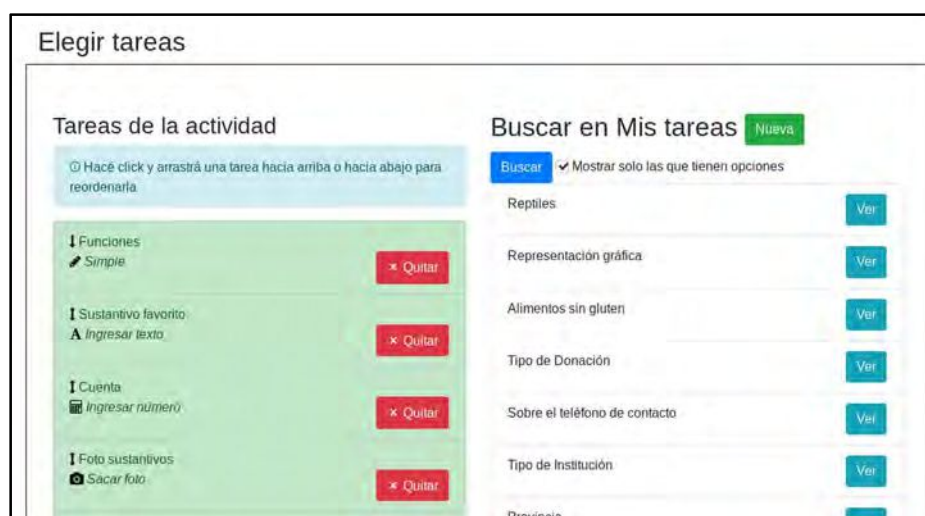 Elegir tareas
Tareas de la actividad
Hacé click y arrastrá una tarea hacia arriba o hacia abajo para
reordenarla
Funciones
Simple
× Quitar
Sustantivo favorito
Ingresar texto
× Quitar
Cuenta
Ingresar número
× Quitar
Foto sustantivos
Sacar foto
× Quitar
Buscar en Mis tareas Nueva
Buscar Mostrar solo las que tienen opciones
Reptiles Ver
Representación gráfica Ver
Alimentos sin gluten Ver
Tipo de Donación Ver
Sobre el teléfono de contacto Ver
Tipo de Institución Ver
Provincia